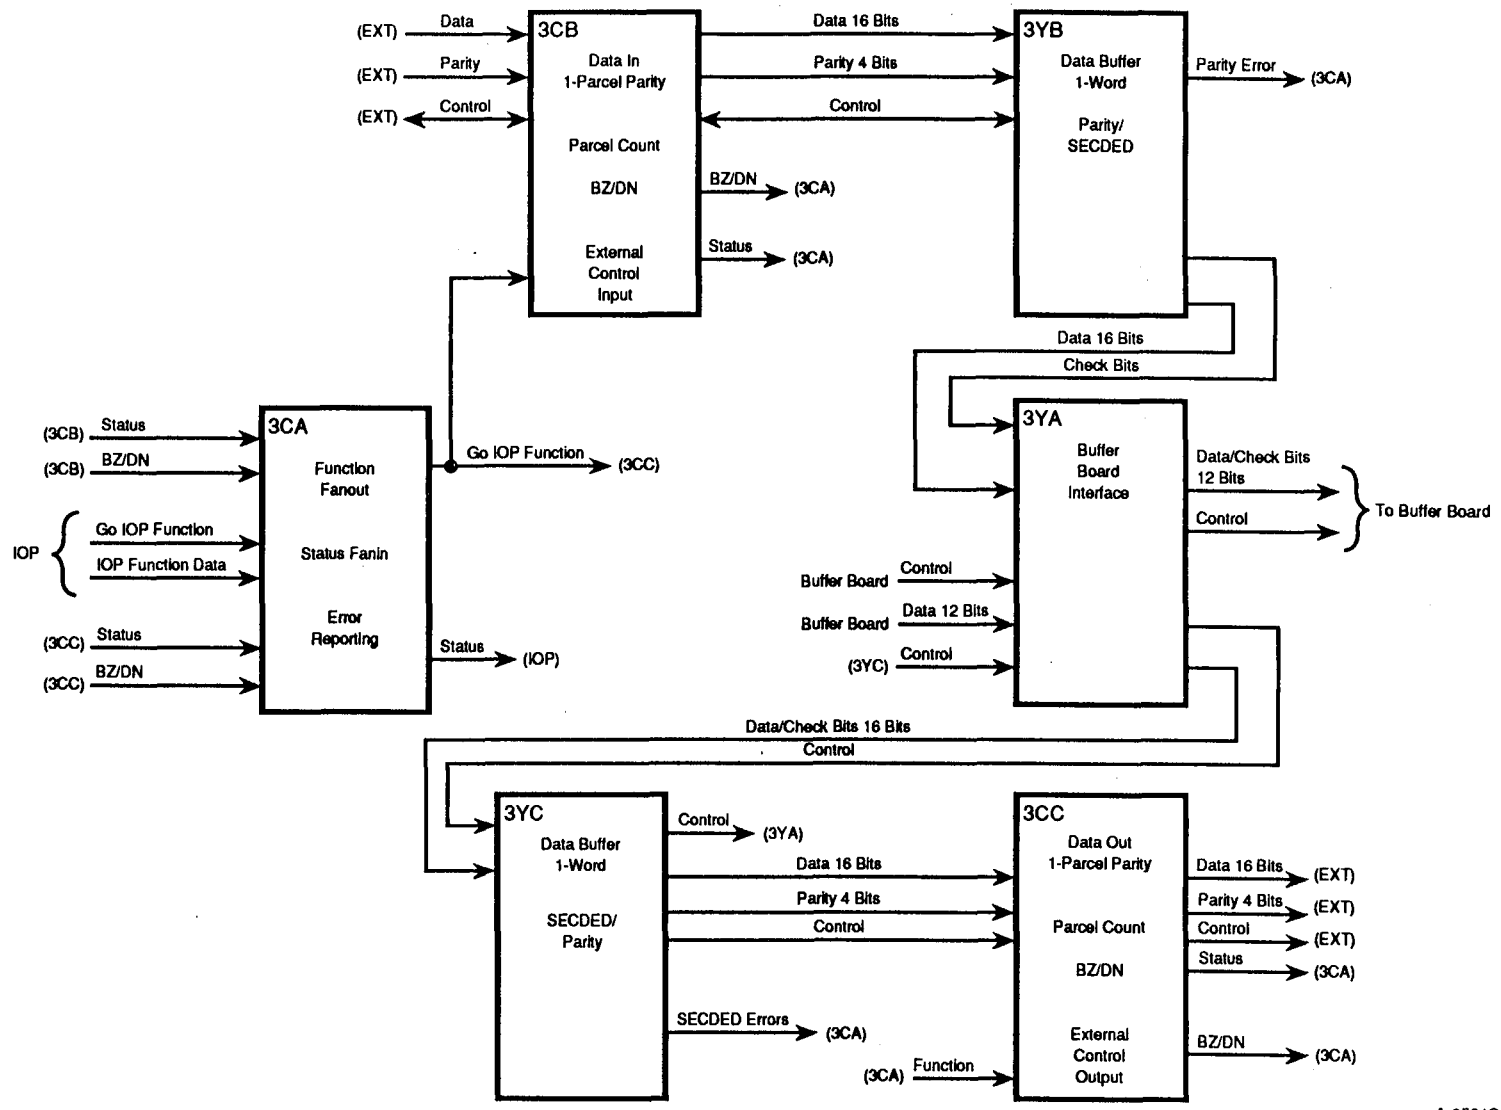 (EXT) Data
(EXT) Parity
(EXT) Control
3CB
Data In
1-Parcel Parity
Parcel Count
BZ/DN
External
Control
Input
Data 16 Bits
Parity 4 Bits
Control
BZ/DN (3CA)
Status (3CA)
3YB
Data Buffer
1-Word
Parity/
SECDED
Parity Error (3CA)
Data 16 Bits
Check Bits
(3CB) Status
(3CB) BZ/DN
IOP
Go IOP Function
IOP Function Data
(3CC) Status
(3CC) BZ/DN
3CA
Function
Fanout
Status Fanin
Error
Reporting
Go IOP Function (3CC)
Status (IOP)
3YA
Buffer
Board
Interface
Buffer Board Control
Buffer Board Data 12 Bits
(3YC) Control
Data/Check Bits
12 Bits
Control
To Buffer Board
Data/Check Bits 16 Bits
Control
3YC
Data Buffer
1-Word
SECDED/
Parity
Control (3YA)
Data 16 Bits
Parity 4 Bits
Control
SECDED Errors (3CA)
(3CA) Function
3CC
Data Out
1-Parcel Parity
Parcel Count
BZ/DN
External
Control
Output
Data 16 Bits (EXT)
Parity 4 Bits (EXT)
Control (EXT)
Status (3CA)
BZ/DN (3CA)